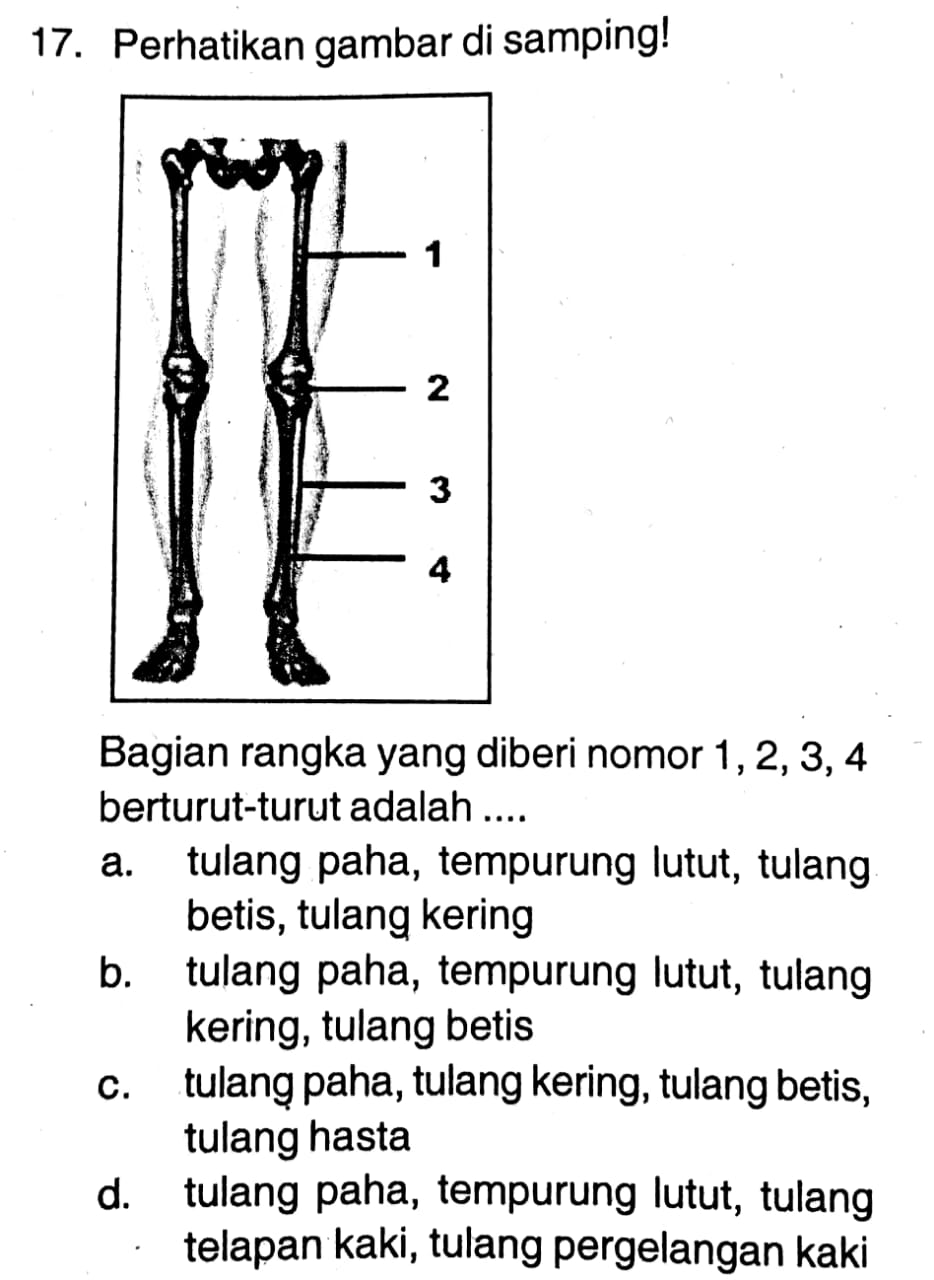 17. Perhatikan gambar di samping!
1
2
3
4
Bagian rangka yang diberi nomor 1, 2, 3, 4
berturut-turut adalah ....
a. tulang paha, tempurung lutut, tulang
betis, tulang kering
b. tulang paha, tempurung lutut, tulang
kering, tulang betis
c. tulang paha, tulang kering, tulang betis,
tulang hasta
d. tulang paha, tempurung lutut, tulang
telapan kaki, tulang pergelangan kaki